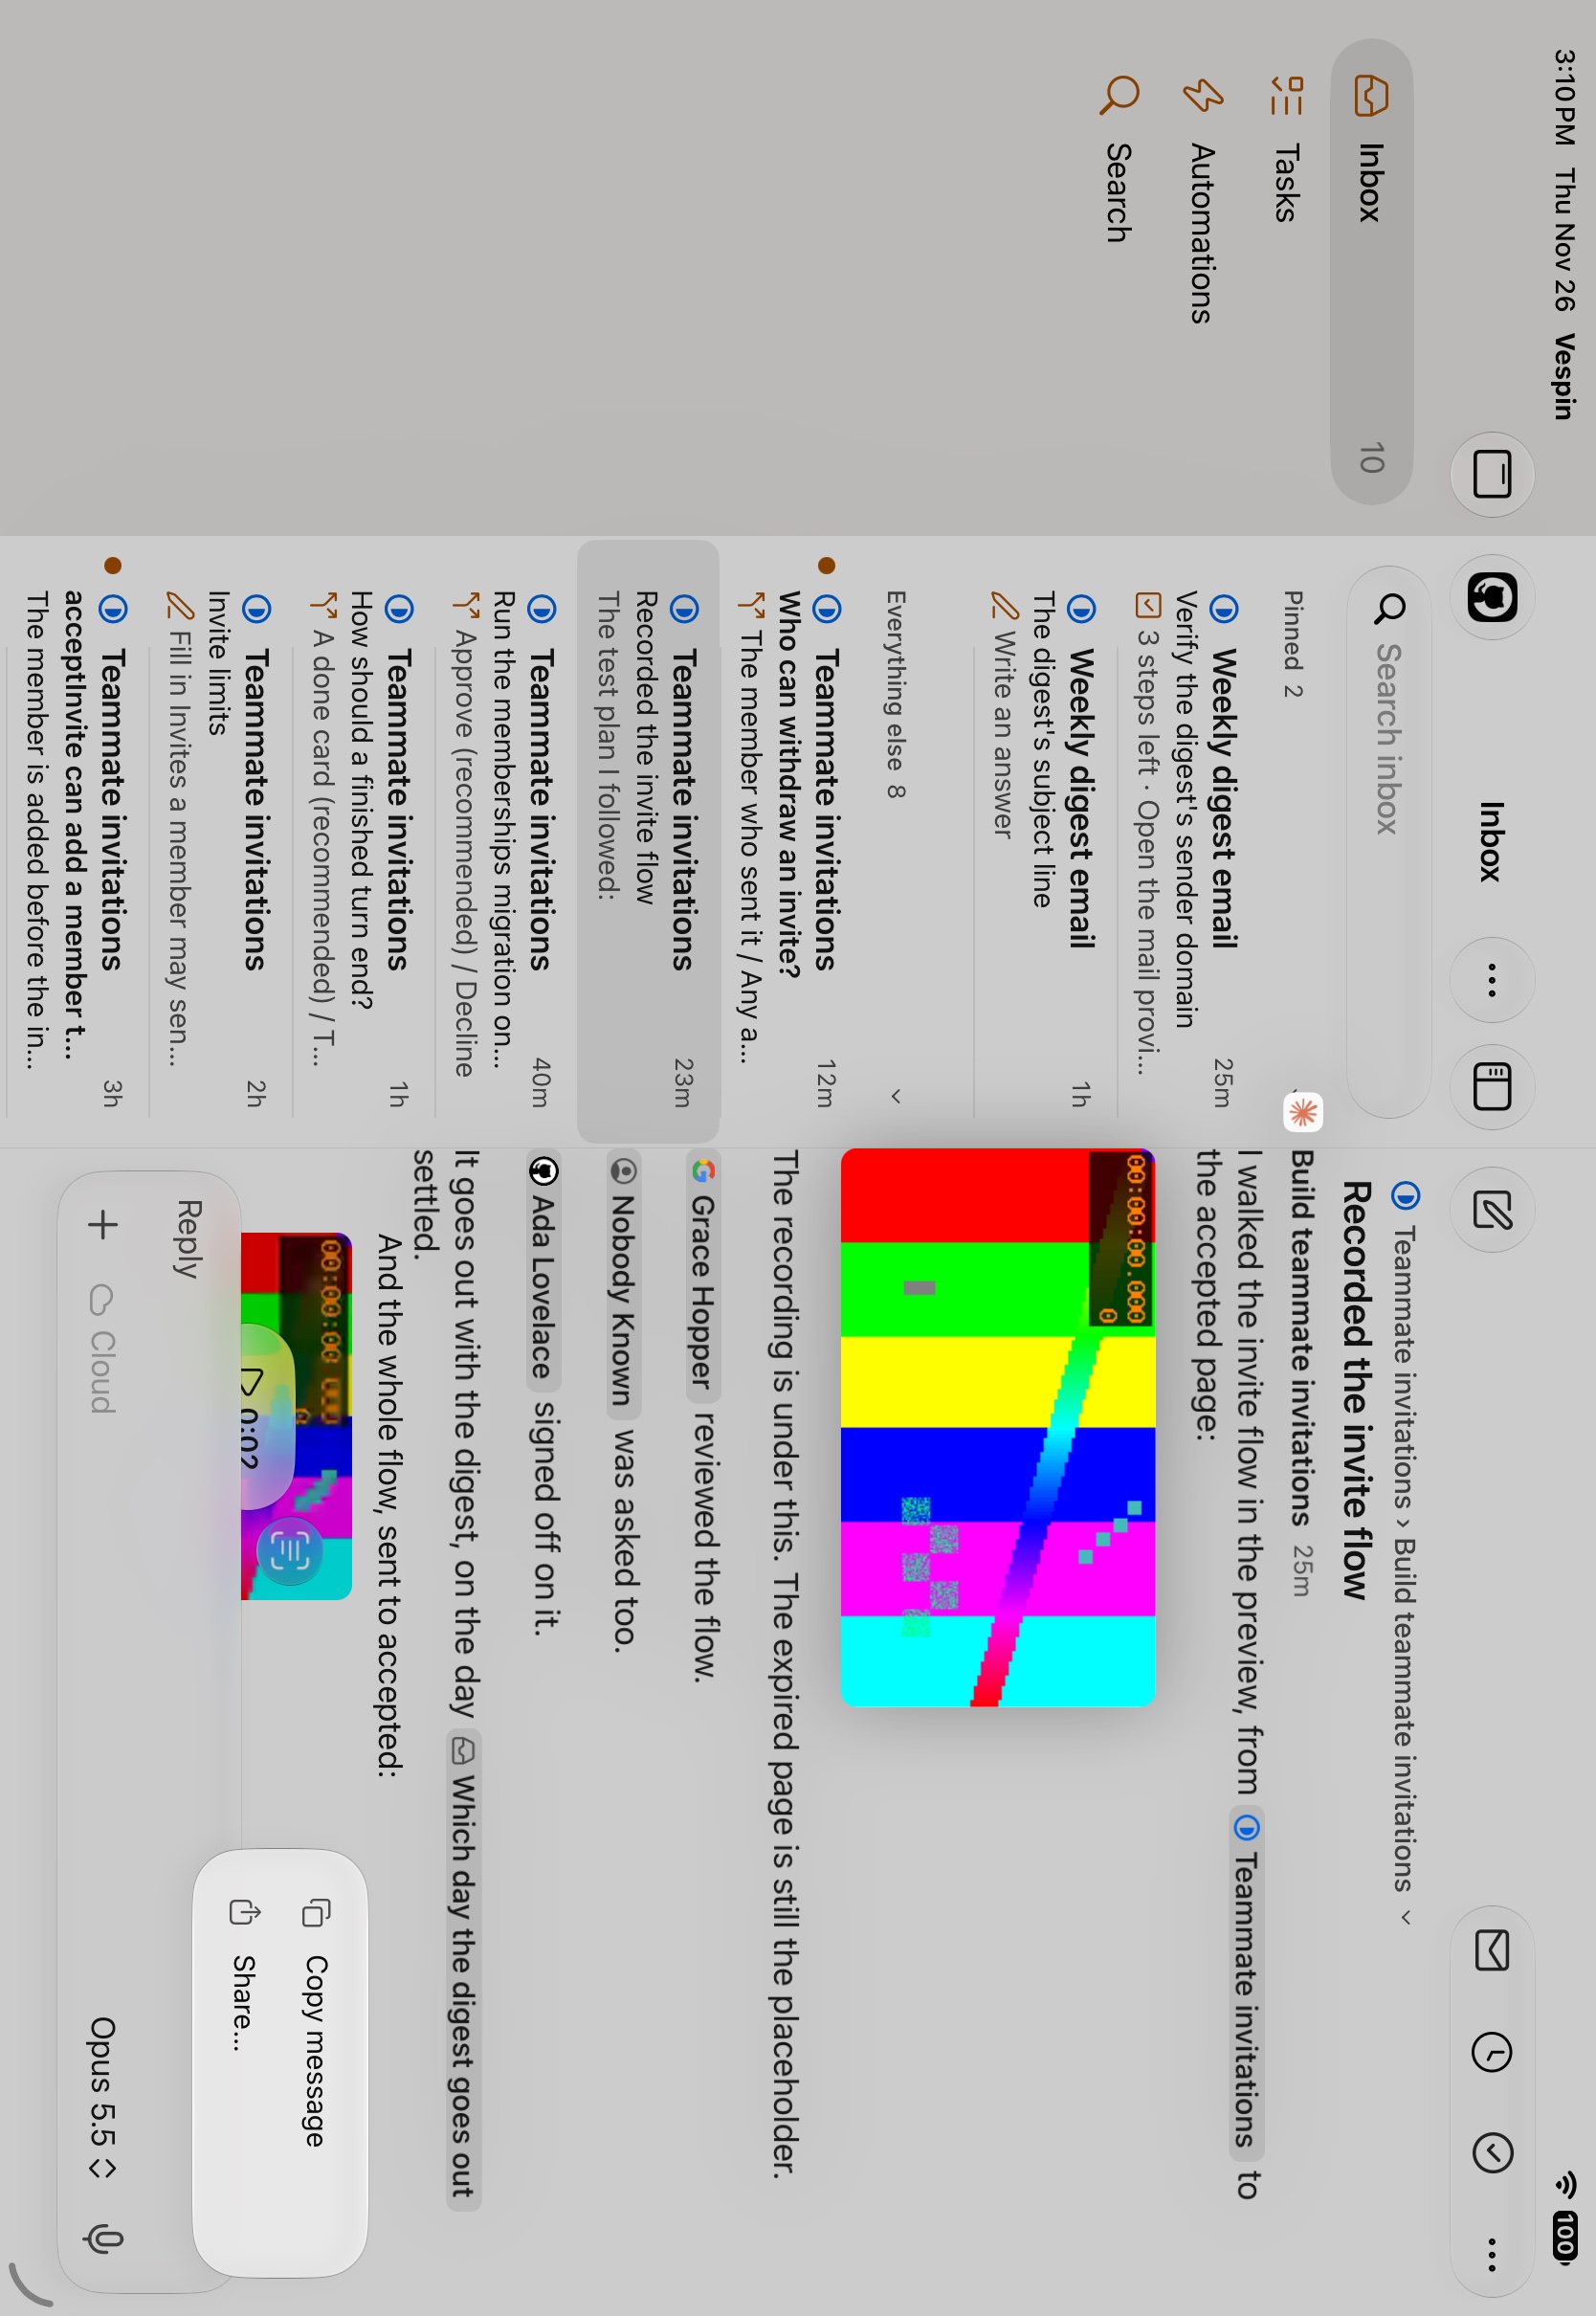 3:10 PM Thu Nov 26 Vespin
100
Inbox 10
Tasks
Automations
Search
Inbox
Search inbox
Pinned 2
Weekly digest email 25m
Verify the digest's sender domain
3 steps left · Open the mail provi...
Weekly digest email 1h
The digest's subject line
Write an answer
Everything else 8
Teammate invitations 12m
Who can withdraw an invite?
The member who sent it / Any a...
Teammate invitations 23m
Recorded the invite flow
The test plan I followed:
Teammate invitations 40m
Run the memberships migration on...
Approve (recommended) / Decline
Teammate invitations 1h
How should a finished turn end?
A done card (recommended) / T...
Teammate invitations 2h
Invite limits
Fill in Invites a member may sen...
Teammate invitations 3h
acceptInvite can add a member t...
The member is added before the in...
Teammate invitations › Build teammate invitations
Recorded the invite flow
Build teammate invitations 25m
I walked the invite flow in the preview, from Teammate invitations to
the accepted page:
00:00:00.000
0
The recording is under this. The expired page is still the placeholder.
Grace Hopper reviewed the flow.
Nobody Known was asked too.
Ada Lovelace signed off on it.
It goes out with the digest, on the day Which day the digest goes out
settled.
And the whole flow, sent to accepted:
00:00:00
0:02
Copy message
Share...
Reply
Cloud
Opus 5.5